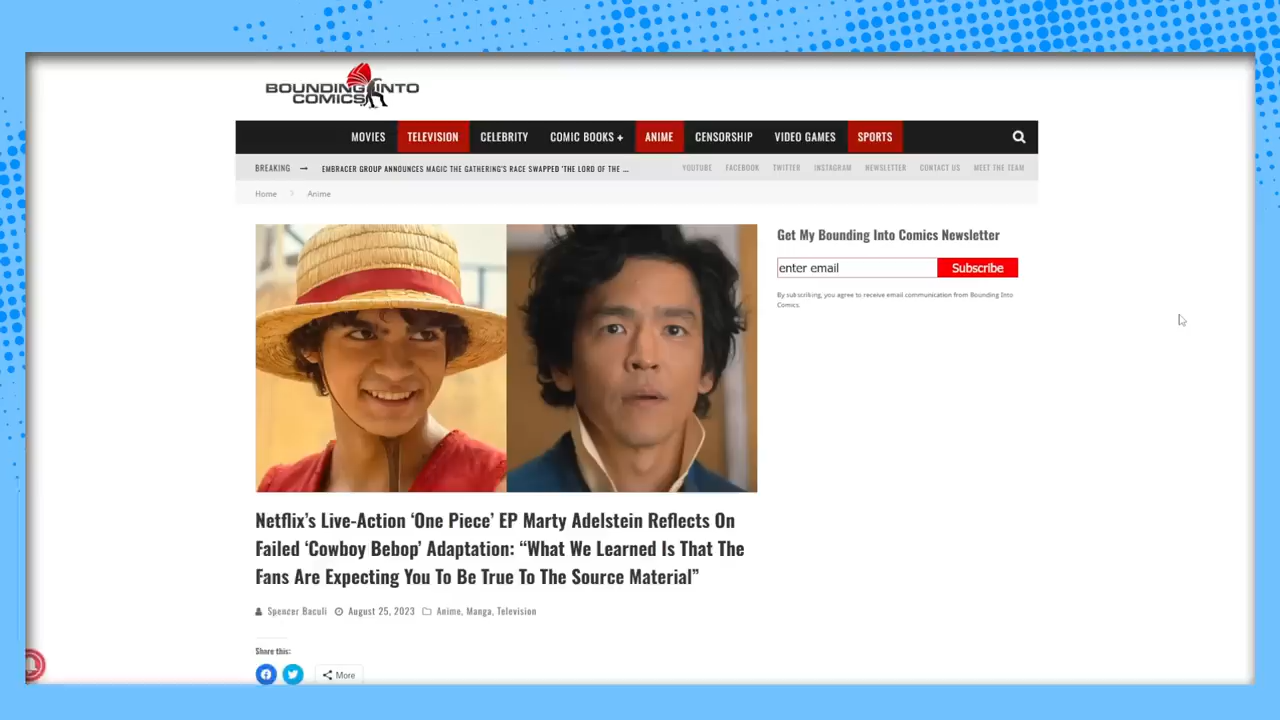 BOUNDING INTO
COMICS
MOVIES TELEVISION CELEBRITY COMIC BOOKS + ANIME CENSORSHIP VIDEO GAMES SPORTS
BREAKING → EMBRACER GROUP ANNOUNCES MAGIC THE GATHERING'S RACE SWAPPED 'THE LORD OF THE ... YOUTUBE FACEBOOK TWITTER INSTAGRAM NEWSLETTER CONTACT US MEET THE TEAM
Home > Anime
Get My Bounding Into Comics Newsletter
enter email Subscribe
By subscribing, you agree to receive email communication from Bounding Into
Comics.
Netflix's Live-Action 'One Piece' EP Marty Adelstein Reflects On
Failed 'Cowboy Bebop' Adaptation: “What We Learned Is That The
Fans Are Expecting You To Be True To The Source Material”
Spencer Baculi August 25, 2023 Anime, Manga, Television
Share this:
More